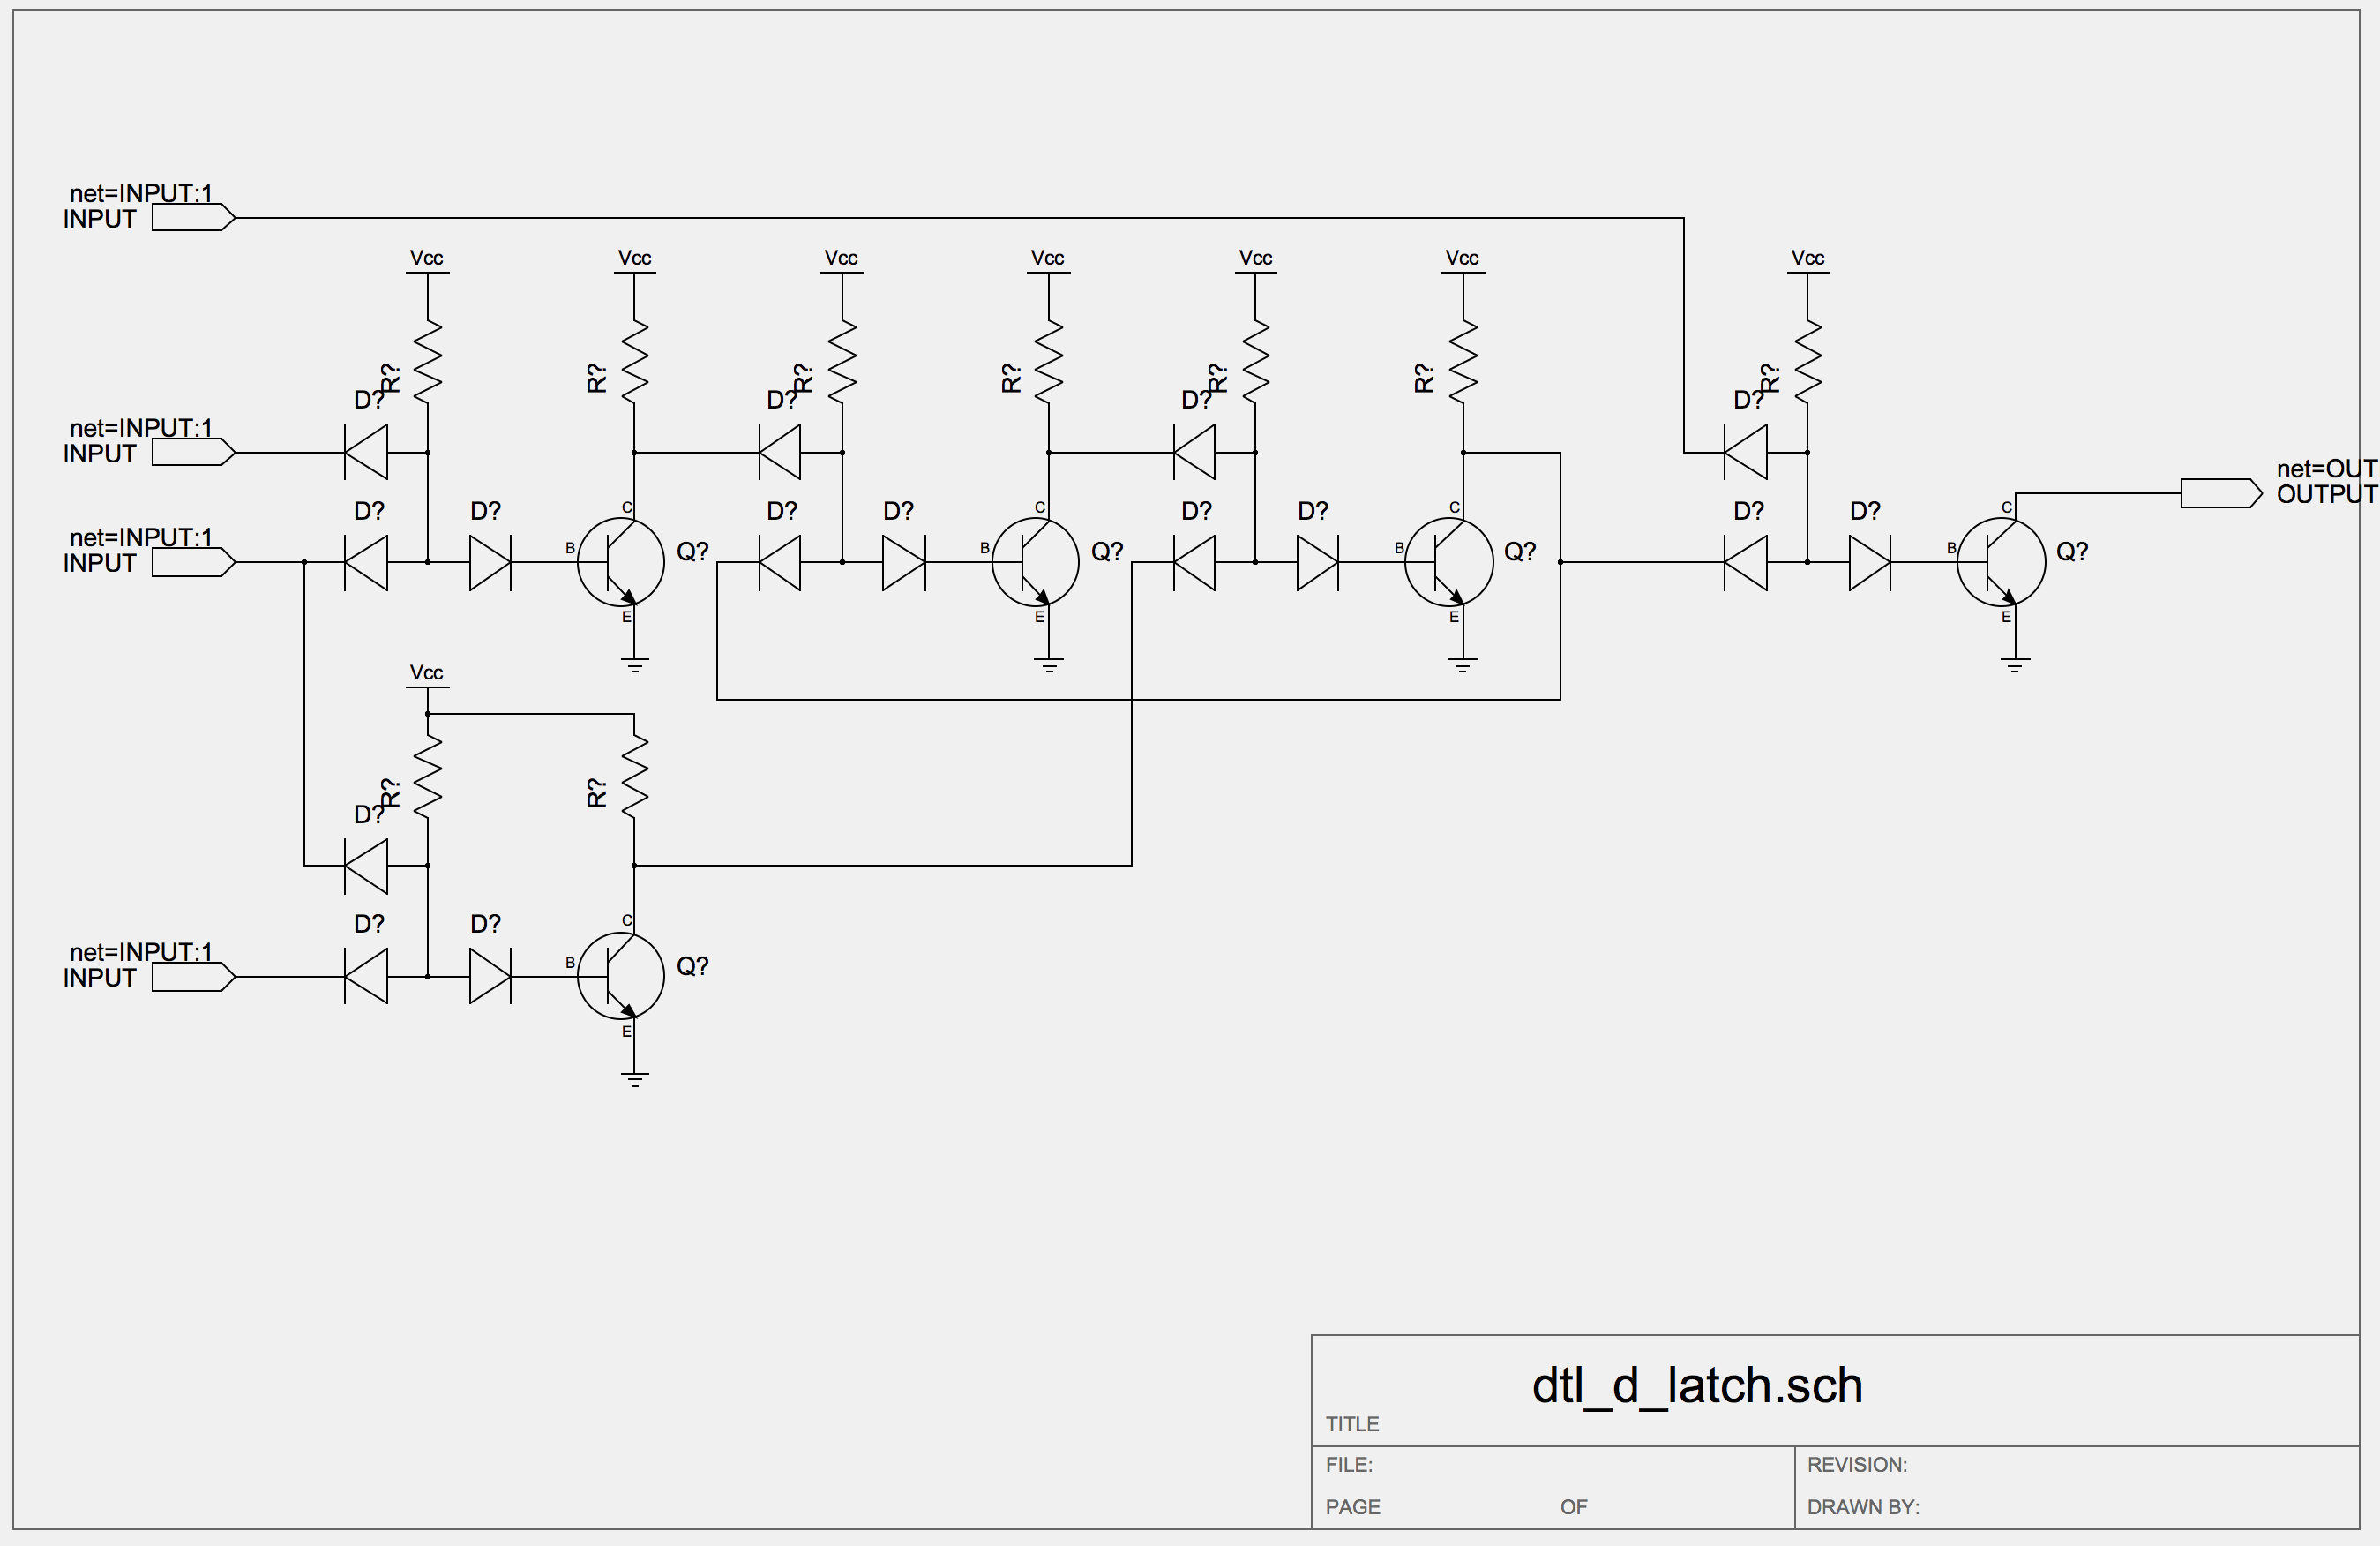 net=INPUT:1
INPUT
Vcc Vcc Vcc Vcc Vcc Vcc Vcc
R? R? R? R? R? R? R?
D? D? D? D?
net=INPUT:1
INPUT
net=OUT
OUTPUT
C C C C
D? D? D? D? D? D? D? D?
net=INPUT:1
INPUT
B Q? B Q? B Q? B Q?
E E E E
Vcc
R? R?
D?
C
D? D?
net=INPUT:1
INPUT
B Q?
E
dtl_d_latch.sch
TITLE
FILE: REVISION:
PAGE OF DRAWN BY: